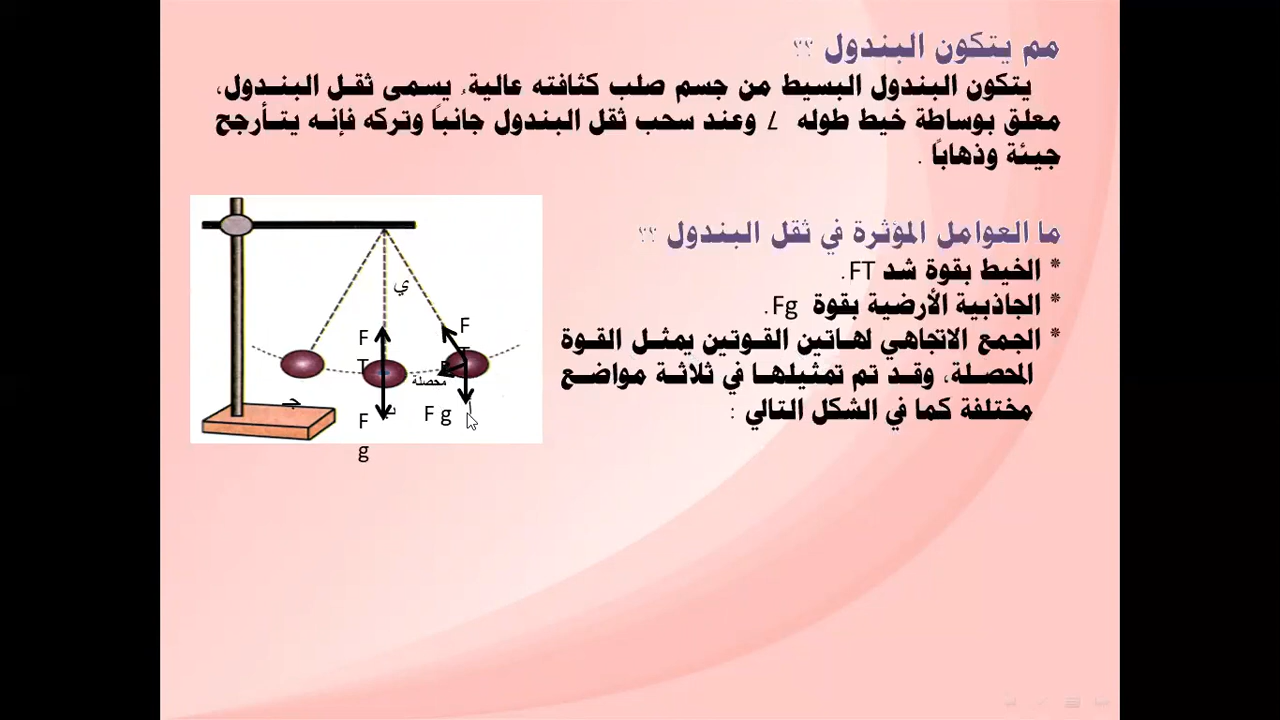 مم يتكون البندول ؟؟
يتكون البندول البسيط من جسم صلب كثافته عالية، يسمى ثقل البندول،
معلق بوساطة خيط طوله L وعند سحب ثقل البندول جانباً وتركه فإنه يتأرجح
جيئة وذهاباً .
ما العوامل المؤثرة في ثقل البندول ؟؟
* الخيط بقوة شد FT.
* الجاذبية الأرضية بقوة Fg.
* الجمع الاتجاهي لهاتين القوتين يمثل القوة
المحصلة، وقد تم تمثيلها في ثلاثة مواضع
مختلفة كما في الشكل التالي :
ي
F
F
T
T
محصلة
جـ
F g
أ
F
g